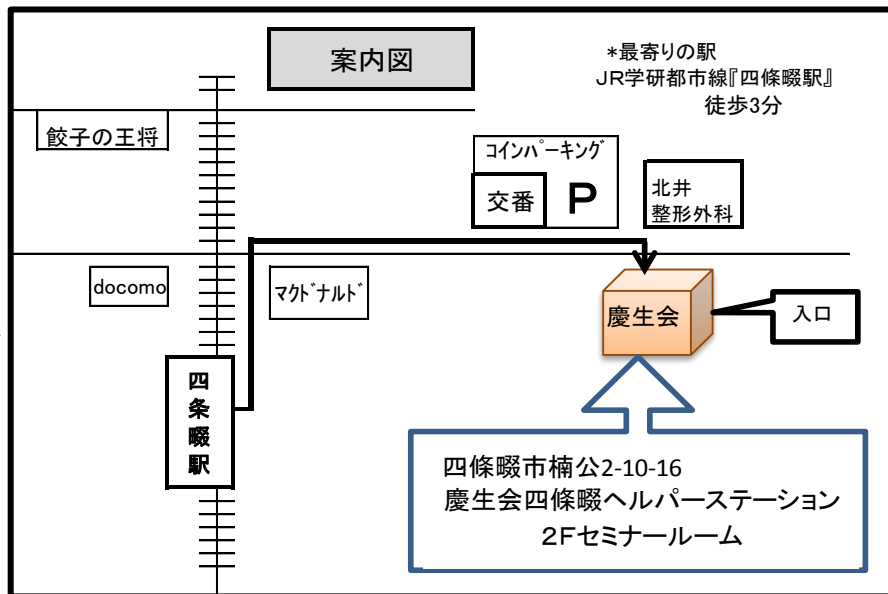 案内図
*最寄りの駅
JR学研都市線『四條畷駅』
徒歩3分
餃子の王将
コインパーキング
交番
P
北井
整形外科
docomo
マクドナルド
慶生会
入口
四条畷駅
四條畷市楠公2-10-16
慶生会四條畷ヘルパーステーション
2Fセミナールーム